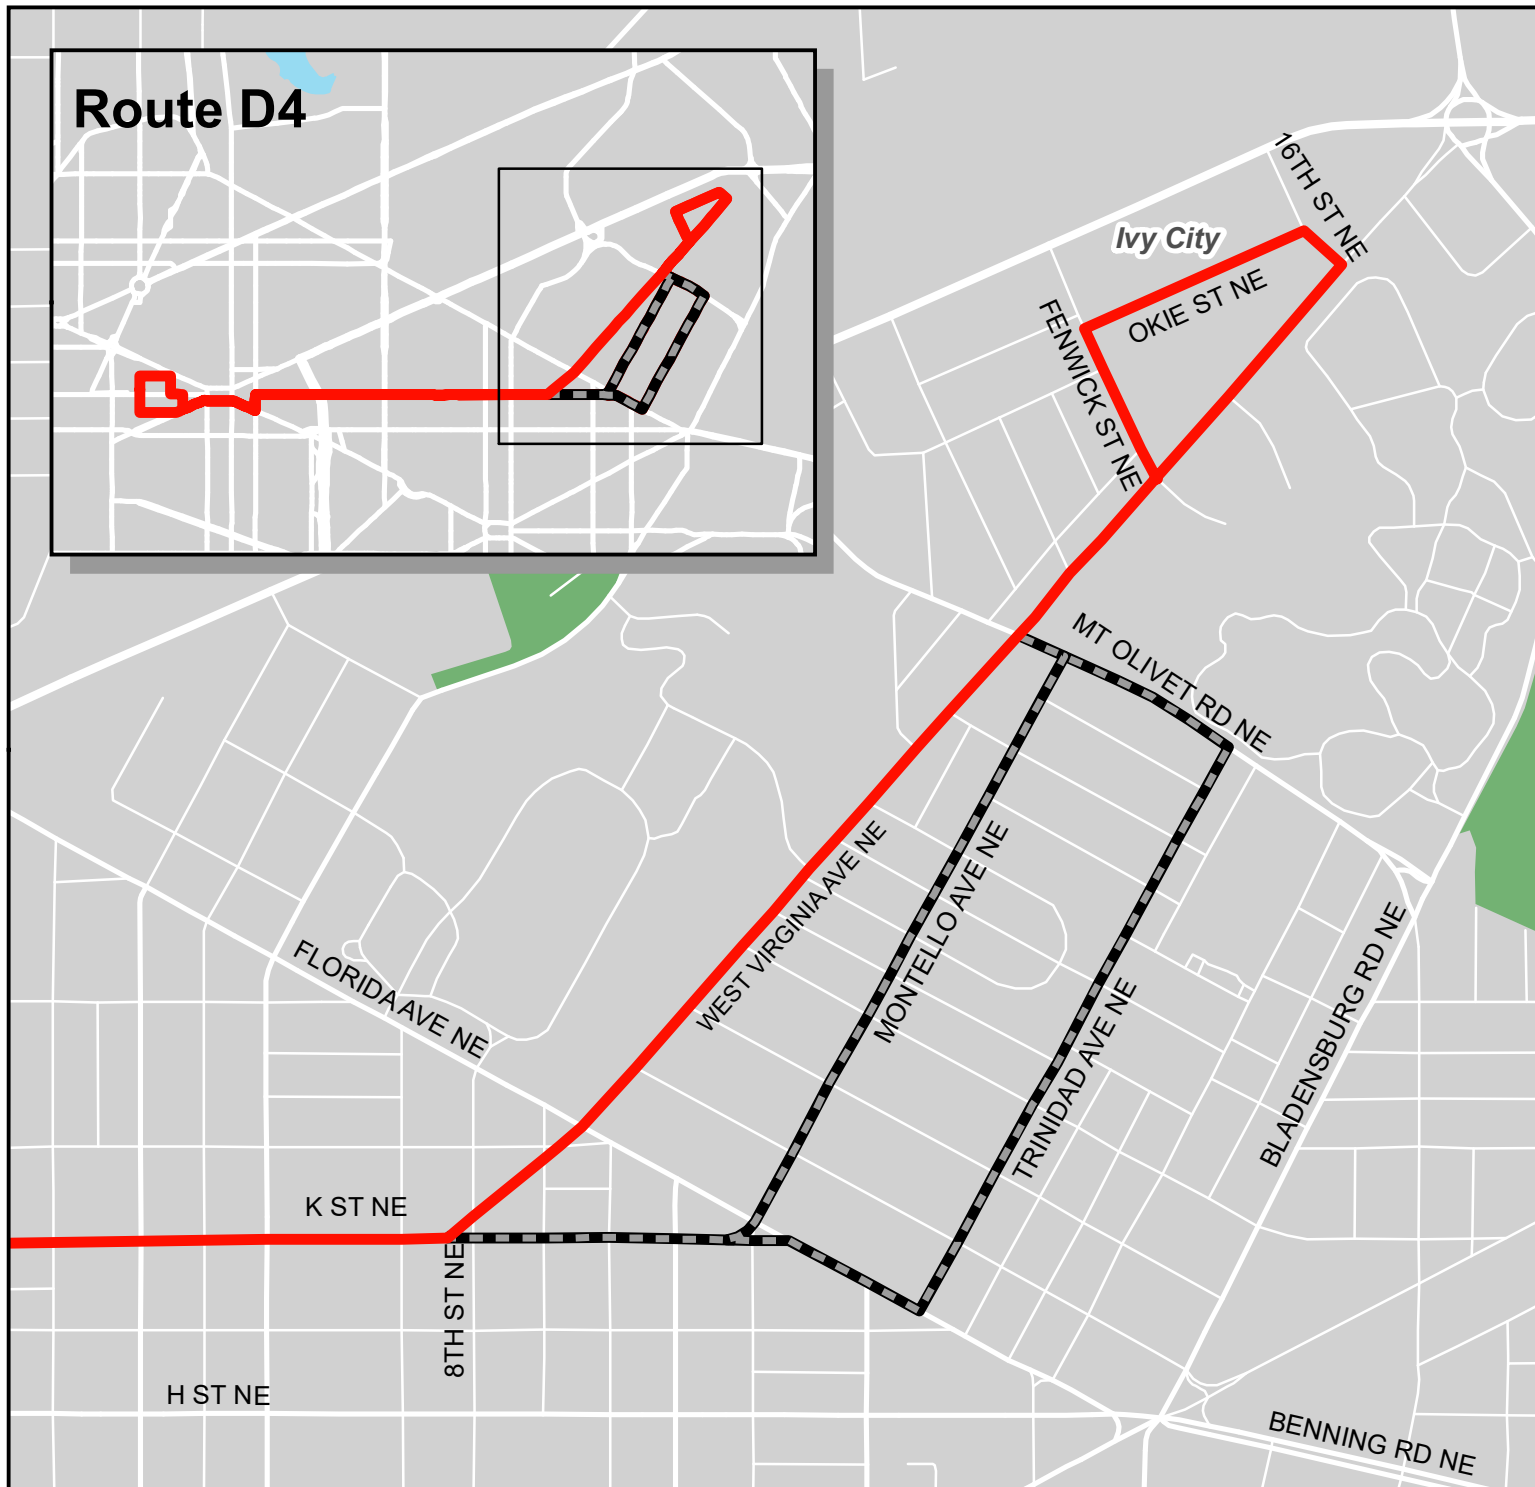 Route D4
16TH ST NE
Ivy City
OKIE ST NE
FENWICK ST NE
MT OLIVET RD NE
WEST VIRGINIA AVE NE
MONTELLO AVE NE
FLORIDA AVE NE
TRINIDAD AVE NE
BLADENSBURG RD NE
K ST NE
8TH ST NE
H ST NE
BENNING RD NE